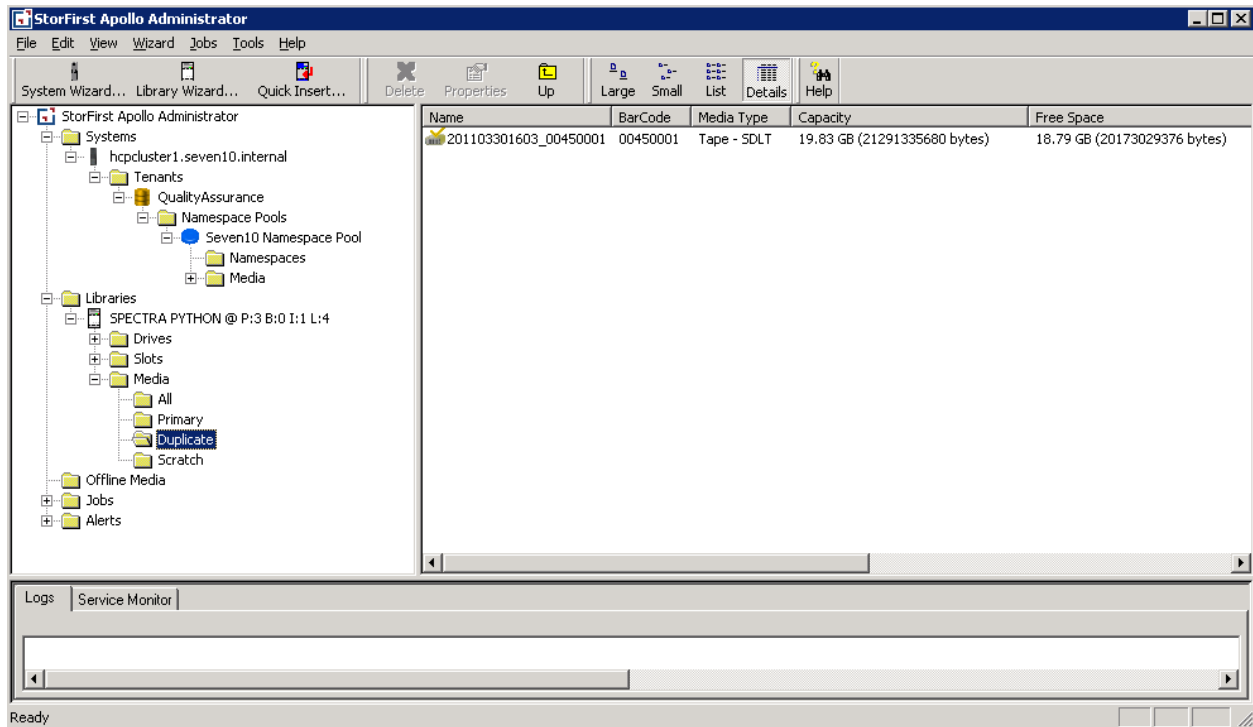 StorFirst Apollo Administrator
File Edit View Wizard Jobs Tools Help
System Wizard... Library Wizard... Quick Insert... Delete Properties Up Large Small List Details Help
StorFirst Apollo Administrator
Systems
hcpcluster1.seven10.internal
Tenants
QualityAssurance
Namespace Pools
Seven10 Namespace Pool
Namespaces
Media
Libraries
SPECTRA PYTHON @ P:3 B:0 I:1 L:4
Drives
Slots
Media
All
Primary
Duplicate
Scratch
Offline Media
Jobs
Alerts
Name BarCode Media Type Capacity Free Space
201103301603_00450001 00450001 Tape - SDLT 19.83 GB (21291335680 bytes) 18.79 GB (20173029376 bytes)
Logs Service Monitor
Ready